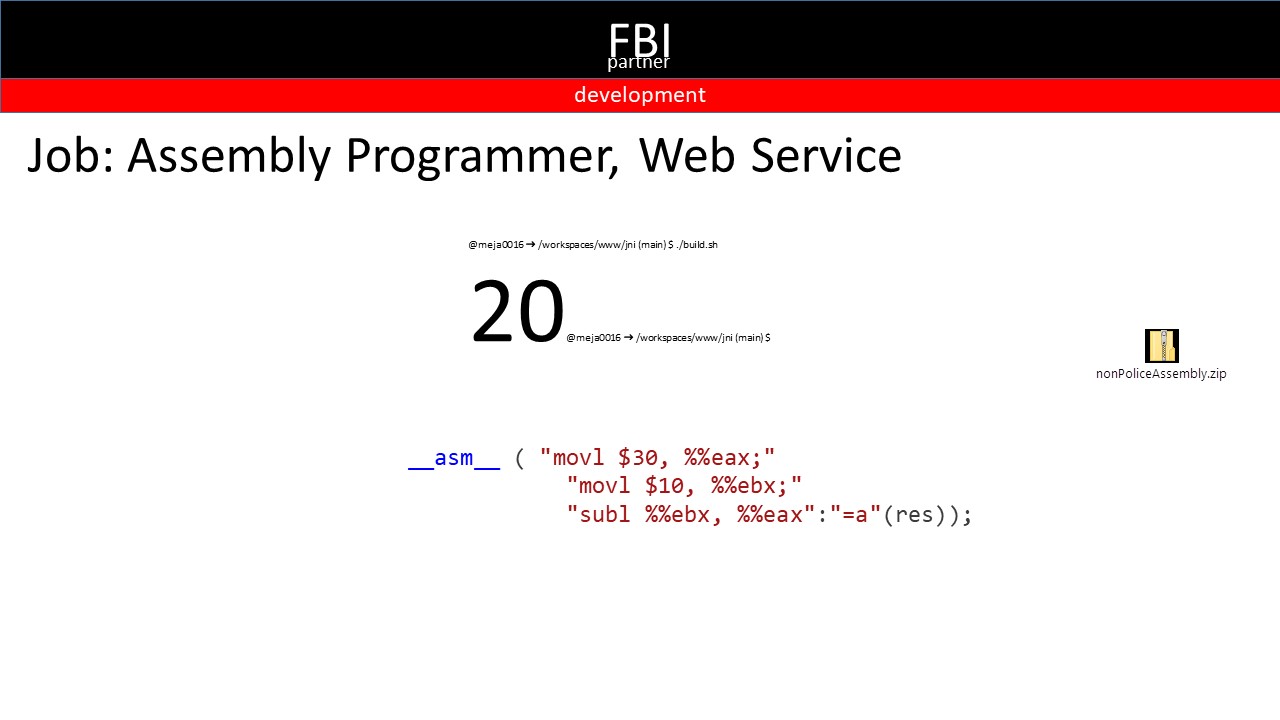 FBI
partner
development
Job: Assembly Programmer, Web Service
@meja0016 ➜ /workspaces/www/jni (main) $ ./build.sh
20@meja0016 ➜ /workspaces/www/jni (main) $
nonPoliceAssembly.zip
__asm__ ( "movl $30, %%eax;"
"movl $10, %%ebx;"
"subl %%ebx, %%eax":"=a"(res));